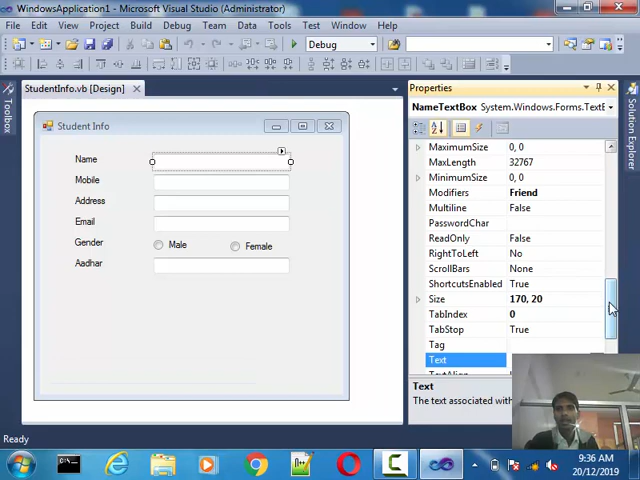 WindowsApplication1 - Microsoft Visual Studio (Administrator)
File Edit View Project Build Debug Team Data Tools Test Window Help
Debug
StudentInfo.vb [Design]
Properties
NameTextBox System.Windows.Forms.TextB
Toolbox
Solution Explorer
Student Info
Name
Mobile
Address
Email
Gender Male Female
Aadhar
MaximumSize 0, 0
MaxLength 32767
MinimumSize 0, 0
Modifiers Friend
Multiline False
PasswordChar
ReadOnly False
RightToLeft No
ScrollBars None
ShortcutsEnabled True
Size 170, 20
TabIndex 0
TabStop True
Tag
Text
TextAlign
Text
The text associated with
Ready
9:36 AM
20/12/2019